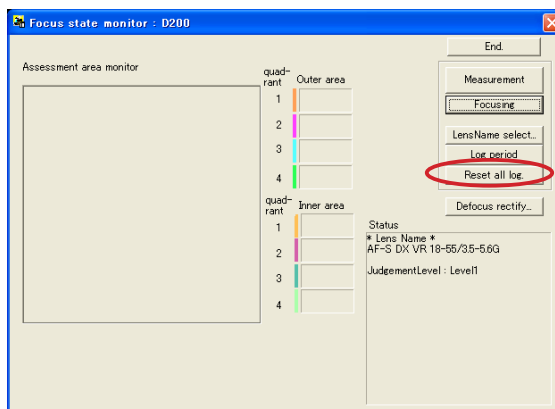 Focus state monitor : D200
End.
Assessment area monitor
quad-
rant
Outer area
1
2
3
4
quad-
rant
Inner area
1
2
3
4
Measurement
Focusing
LensName select...
Log period
Reset all log.
Defocus rectify...
Status
* Lens Name *
AF-S DX VR 18-55/3.5-5.6G
JudgementLevel : Level1